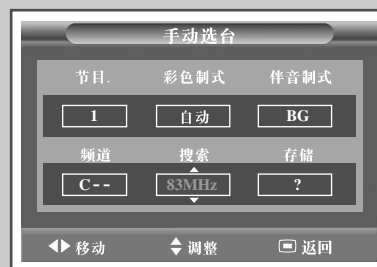 手动选台
节目. 彩色制式 伴音制式
1 自动 BG
频道 搜索 存储
C-- 83MHz ?
移动 调整 返回